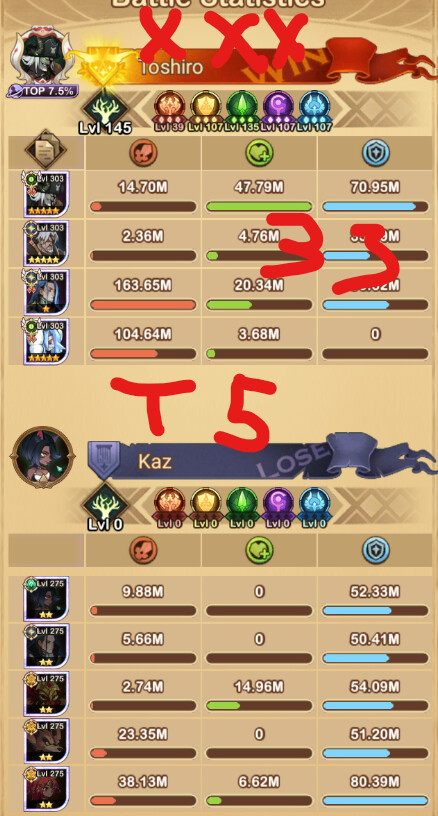 Battle Statistics
X X X
Toshiro
WIN
TOP 7.5%
Lvl 145
Lvl 39 Lvl 107 Lvl 135 Lvl 107 Lvl 107
Lvl 303 14.70M 47.79M 70.95M
Lvl 303 2.36M 4.76M
3 3
Lvl 303 163.65M 20.34M
Lvl 303 104.64M 3.68M 0
T 5
Kaz
LOSE
Lvl 0
Lvl 0 Lvl 0 Lvl 0 Lvl 0 Lvl 0
Lvl 275 9.88M 0 52.33M
Lvl 275 5.66M 0 50.41M
Lvl 275 2.74M 14.96M 54.09M
Lvl 275 23.35M 0 51.20M
Lvl 275 38.13M 6.62M 80.39M